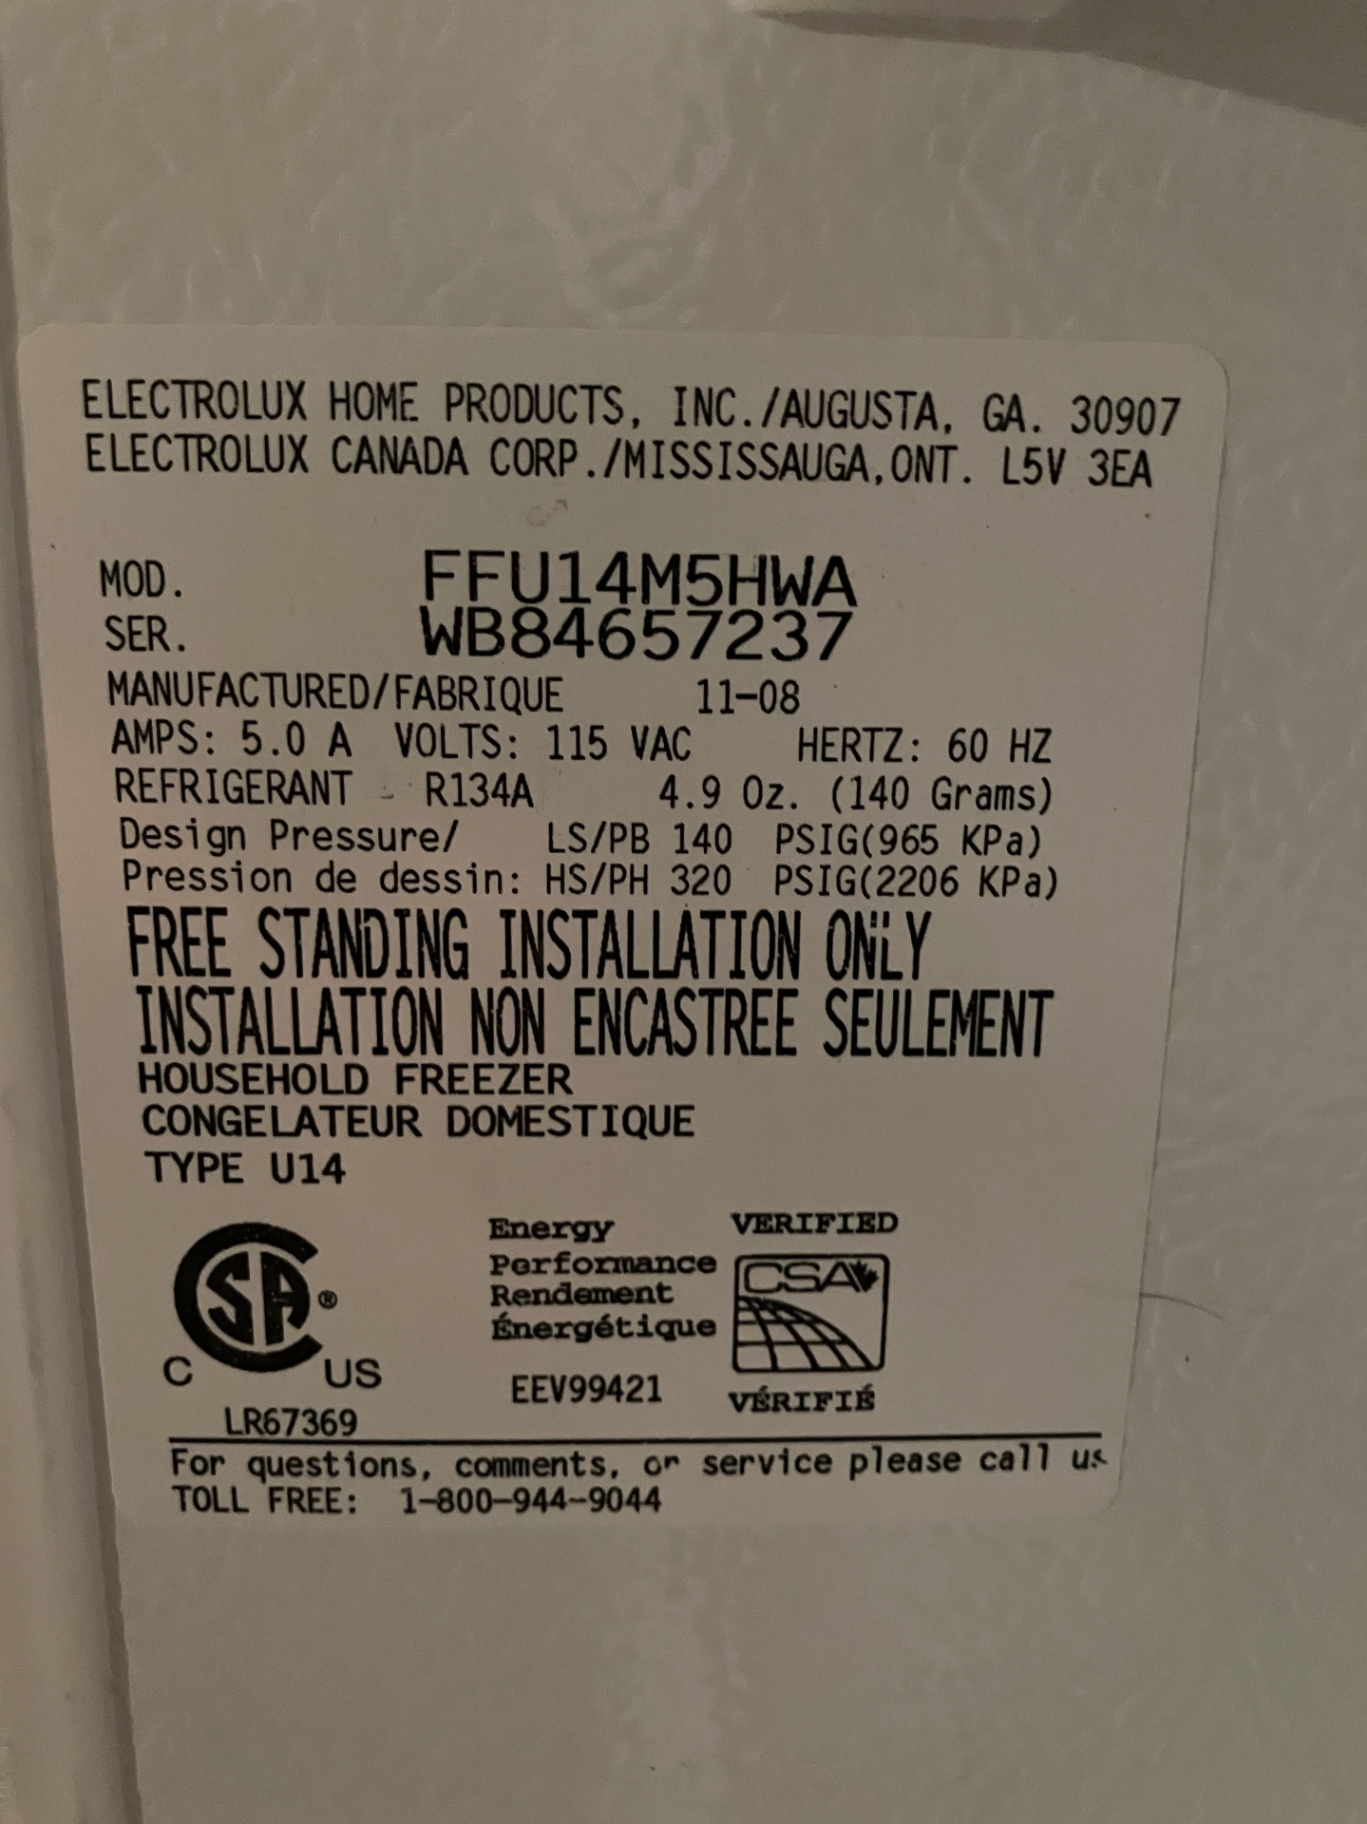 ELECTROLUX HOME PRODUCTS, INC./AUGUSTA, GA. 30907
ELECTROLUX CANADA CORP./MISSISSAUGA,ONT. L5V 3EA
MOD. FFU14M5HWA
SER. WB84657237
MANUFACTURED/FABRIQUE 11-08
AMPS: 5.0 A VOLTS: 115 VAC HERTZ: 60 HZ
REFRIGERANT - R134A 4.9 Oz. (140 Grams)
Design Pressure/ LS/PB 140 PSIG(965 KPa)
Pression de dessin: HS/PH 320 PSIG(2206 KPa)
FREE STANDING INSTALLATION ONLY
INSTALLATION NON ENCASTREE SEULEMENT
HOUSEHOLD FREEZER
CONGELATEUR DOMESTIQUE
TYPE U14
CSA®
C US
LR67369
Energy
Performance
Rendement
Énergétique
EEV99421
VERIFIED
CSA
VÉRIFIÉ
For questions, comments, or service please call us
TOLL FREE: 1-800-944-9044